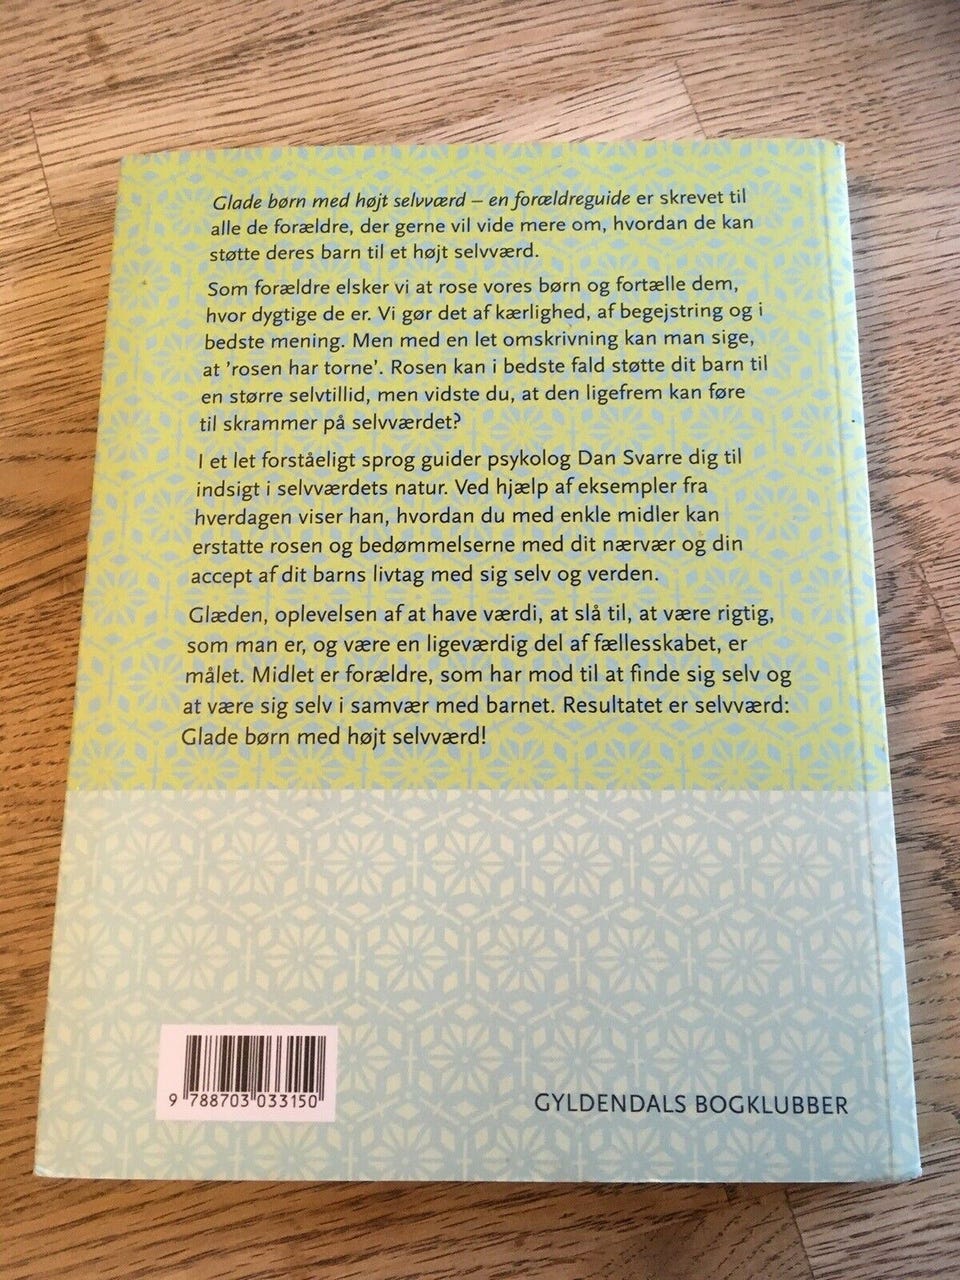 Glade børn med højt selvværd – en forældreguide er skrevet til
alle de forældre, der gerne vil vide mere om, hvordan de kan
støtte deres barn til et højt selvværd.
Som forældre elsker vi at rose vores børn og fortælle dem,
hvor dygtige de er. Vi gør det af kærlighed, af begejstring og i
bedste mening. Men med en let omskrivning kan man sige,
at 'rosen har torne'. Rosen kan i bedste fald støtte dit barn til
en større selvtillid, men vidste du, at den ligefrem kan føre
til skrammer på selvværdet?
I et let forståeligt sprog guider psykolog Dan Svarre dig til
indsigt i selvværdets natur. Ved hjælp af eksempler fra
hverdagen viser han, hvordan du med enkle midler kan
erstatte rosen og bedømmelserne med dit nærvær og din
accept af dit barns livtag med sig selv og verden.
Glæden, oplevelsen af at have værdi, at slå til, at være rigtig,
som man er, og være en ligeværdig del af fællesskabet, er
målet. Midlet er forældre, som har mod til at finde sig selv og
at være sig selv i samvær med barnet. Resultatet er selvværd:
Glade børn med højt selvværd!
9 788703 033150
GYLDENDALS BOGKLUBBER